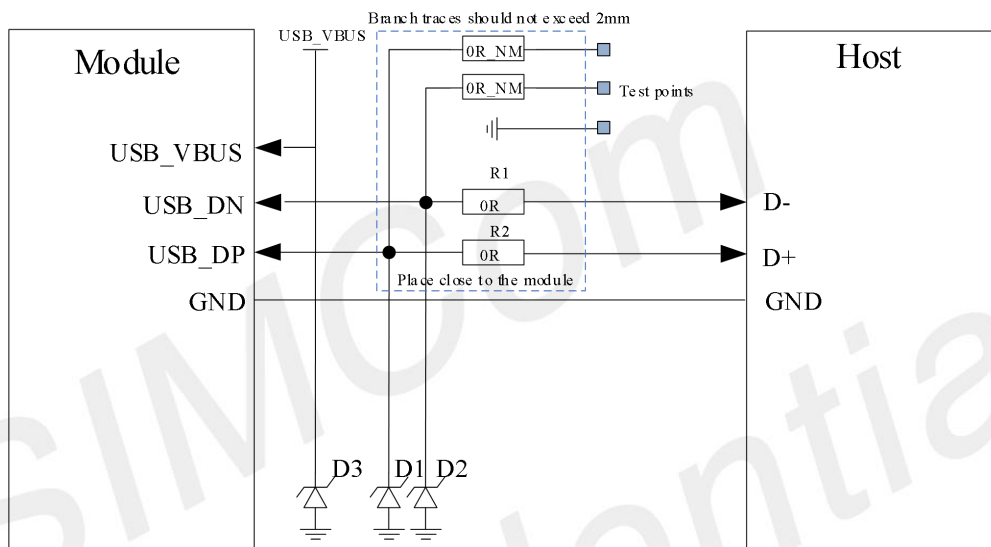 Branch traces should not exceed 2mm
USB_VBUS
Module
Host
0R_NM
0R_NM
Test points
USB_VBUS
R1
USB_DN
0R
D-
R2
USB_DP
0R
D+
Place close to the module
GND
GND
D3
D1
D2
SIMCom